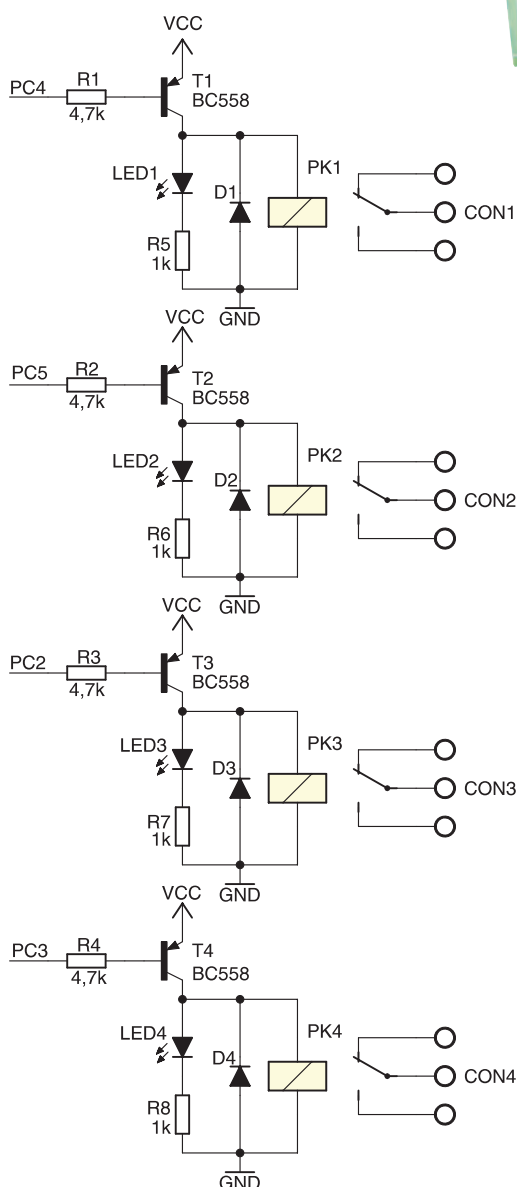 VCC
PC4 R1 T1
4,7k BC558
LED1 D1 PK1
CON1
R5
1k
GND
VCC
PC5 R2 T2
4,7k BC558
LED2 D2 PK2
CON2
R6
1k
GND
VCC
PC2 R3 T3
4,7k BC558
LED3 D3 PK3
CON3
R7
1k
GND
VCC
PC3 R4 T4
4,7k BC558
LED4 D4 PK4
CON4
R8
1k
GND